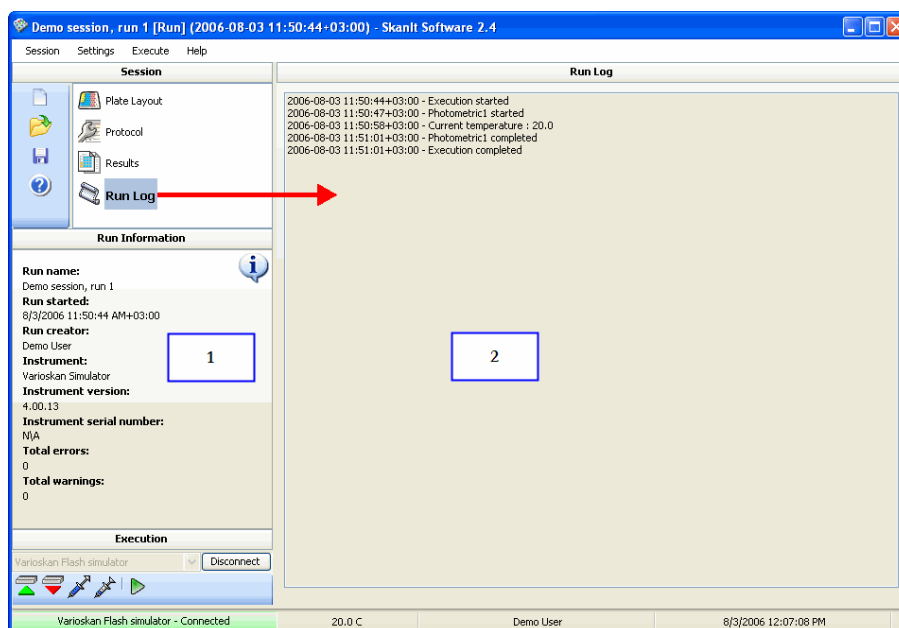 Demo session, run 1 [Run] (2006-08-03 11:50:44+03:00) - SkanIt Software 2.4
Session Settings Execute Help
Session
Run Log
Plate Layout
Protocol
Results
Run Log
2006-08-03 11:50:44+03:00 - Execution started
2006-08-03 11:50:47+03:00 - Photometric1 started
2006-08-03 11:50:58+03:00 - Current temperature : 20.0
2006-08-03 11:51:01+03:00 - Photometric1 completed
2006-08-03 11:51:01+03:00 - Execution completed
Run Information
Run name:
Demo session, run 1
Run started:
8/3/2006 11:50:44 AM+03:00
Run creator:
Demo User
Instrument:
Varioskan Simulator
Instrument version:
4.00.13
Instrument serial number:
N\A
Total errors:
0
Total warnings:
0
1
2
Execution
Varioskan Flash simulator
Disconnect
Varioskan Flash simulator - Connected
20.0 C
Demo User
8/3/2006 12:07:08 PM